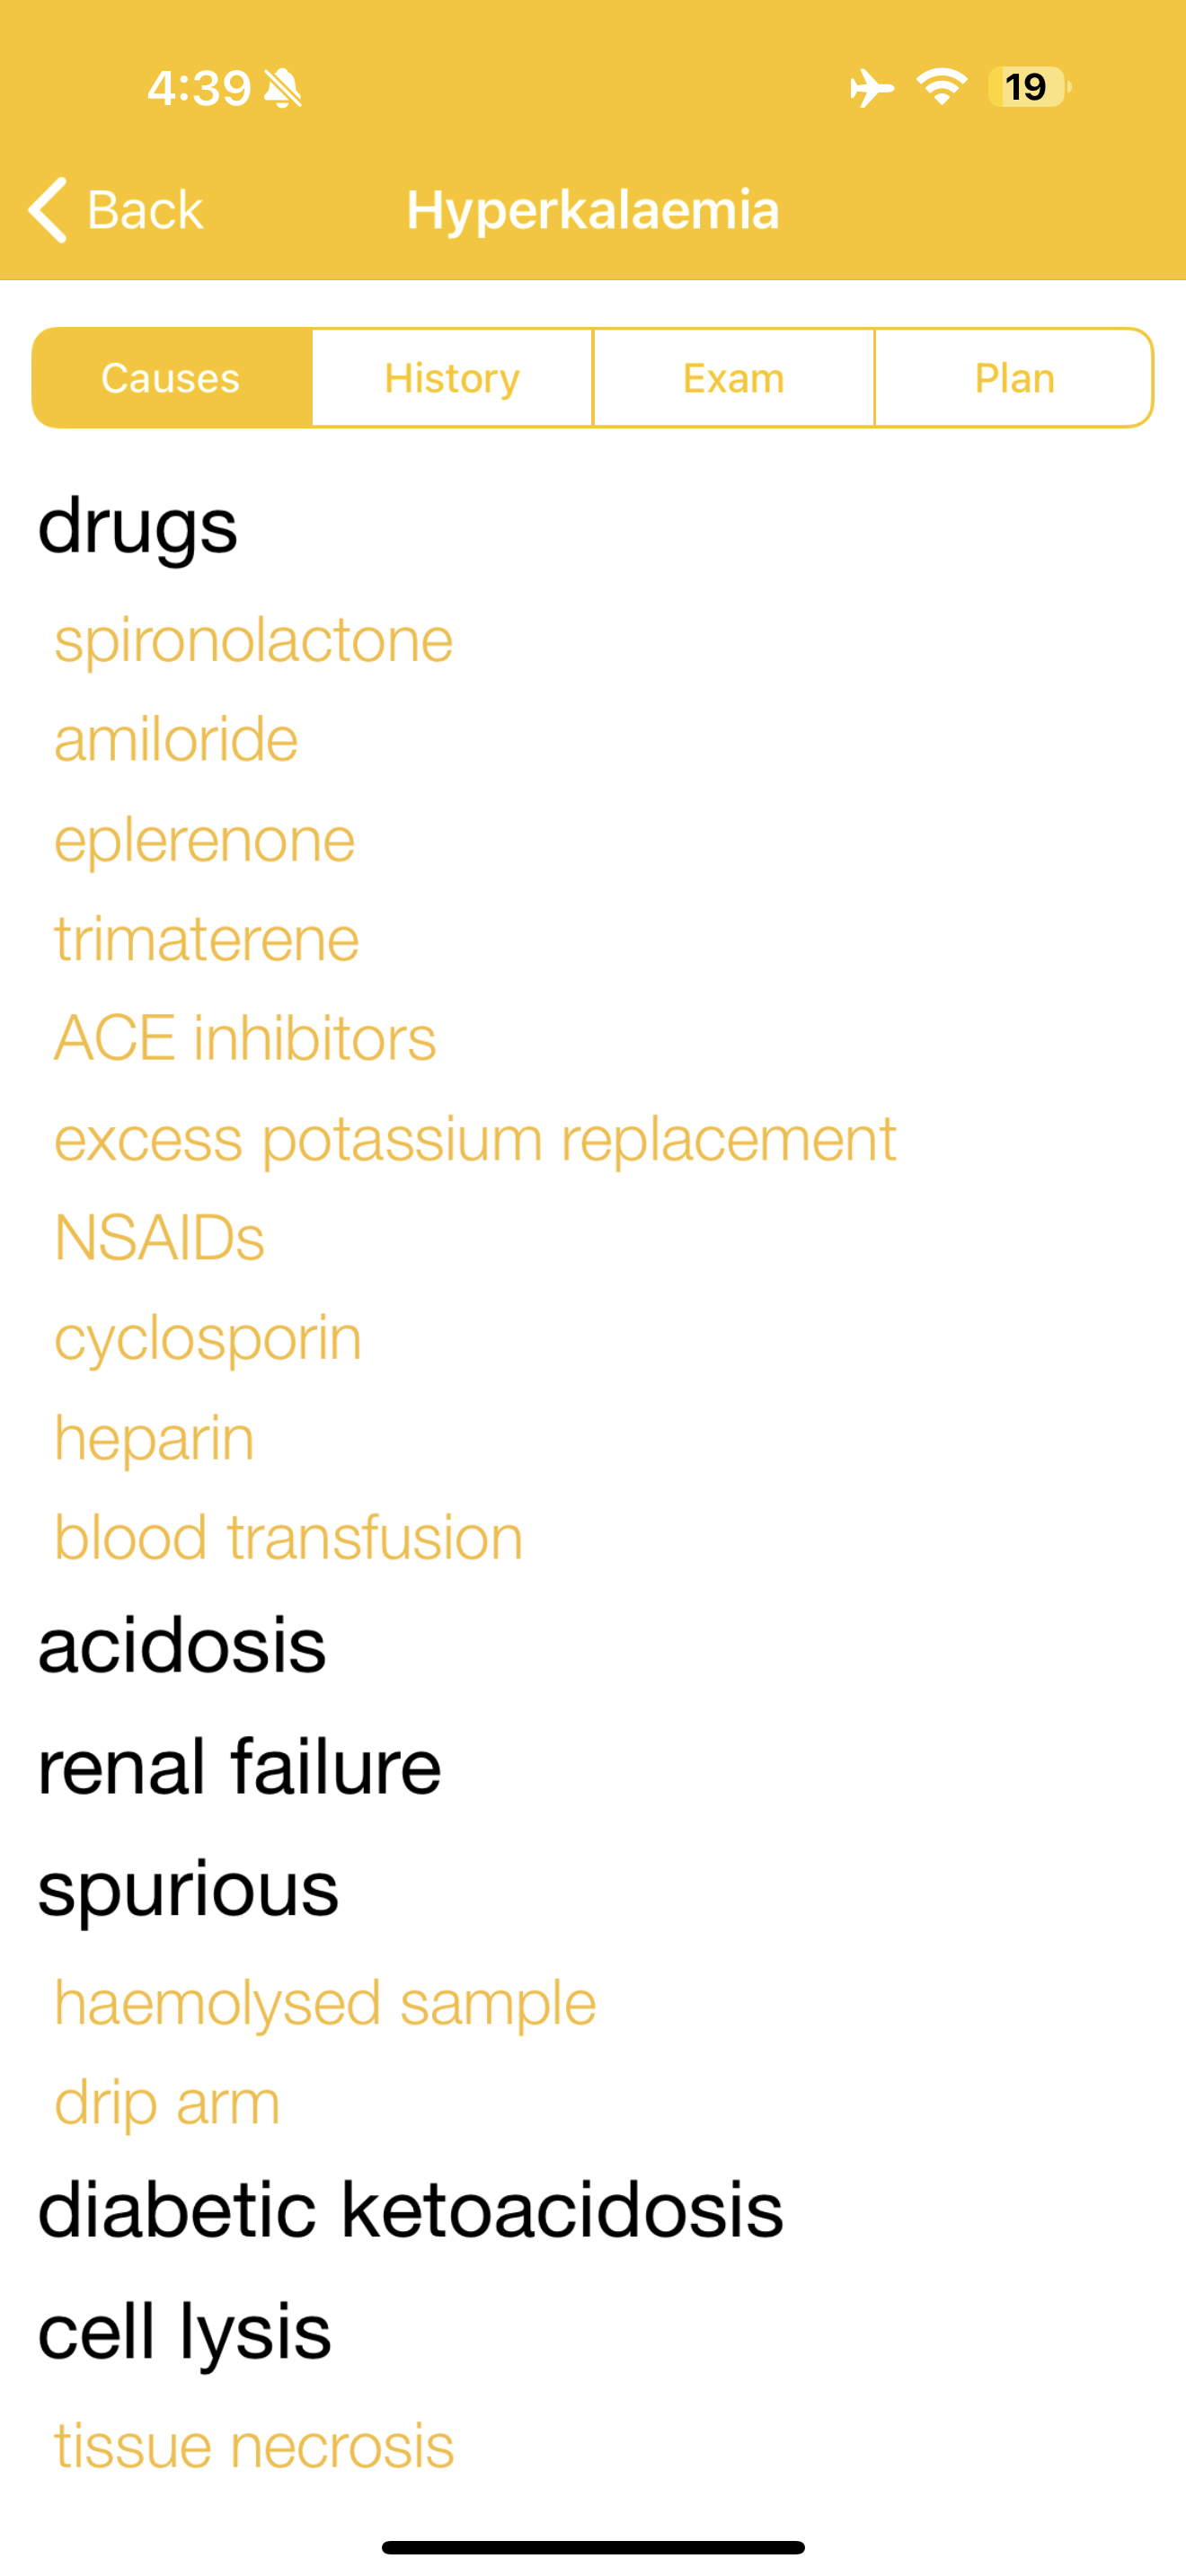 4:39
19
Back
Hyperkalaemia
Causes
History
Exam
Plan
drugs
spironolactone
amiloride
eplerenone
trimaterene
ACE inhibitors
excess potassium replacement
NSAIDs
cyclosporin
heparin
blood transfusion
acidosis
renal failure
spurious
haemolysed sample
drip arm
diabetic ketoacidosis
cell lysis
tissue necrosis